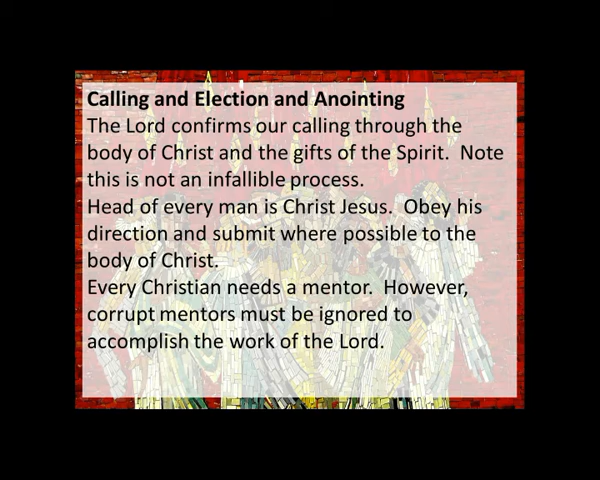 Calling and Election and Anointing
The Lord confirms our calling through the
body of Christ and the gifts of the Spirit.  Note
this is not an infallible process.
Head of every man is Christ Jesus.  Obey his
direction and submit where possible to the
body of Christ.
Every Christian needs a mentor.  However,
corrupt mentors must be ignored to
accomplish the work of the Lord.